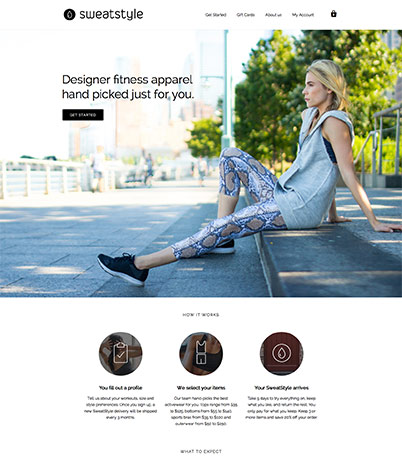 sweatstyle
Get Started Gift Cards About us My Account
Designer fitness apparel
hand picked just for you.
GET STARTED
HOW IT WORKS
You fill out a profile
We select your items
Your SweatStyle arrives
Tell us about your workouts, size and
style preferences. Once you sign up, a
new SweatStyle delivery will be shipped
every 3 months.
Our team hand picks the best
activewear for you: tops range from $35
to $125, bottoms from $55 to $140,
sports bras from $35 to $100 and
outerwear from $50 to $250.
Take 5 days to try everything on, keep
what you love, and return the rest. You
only pay for what you keep. Keep 3 or
more items and save 20% off your order
WHAT TO EXPECT